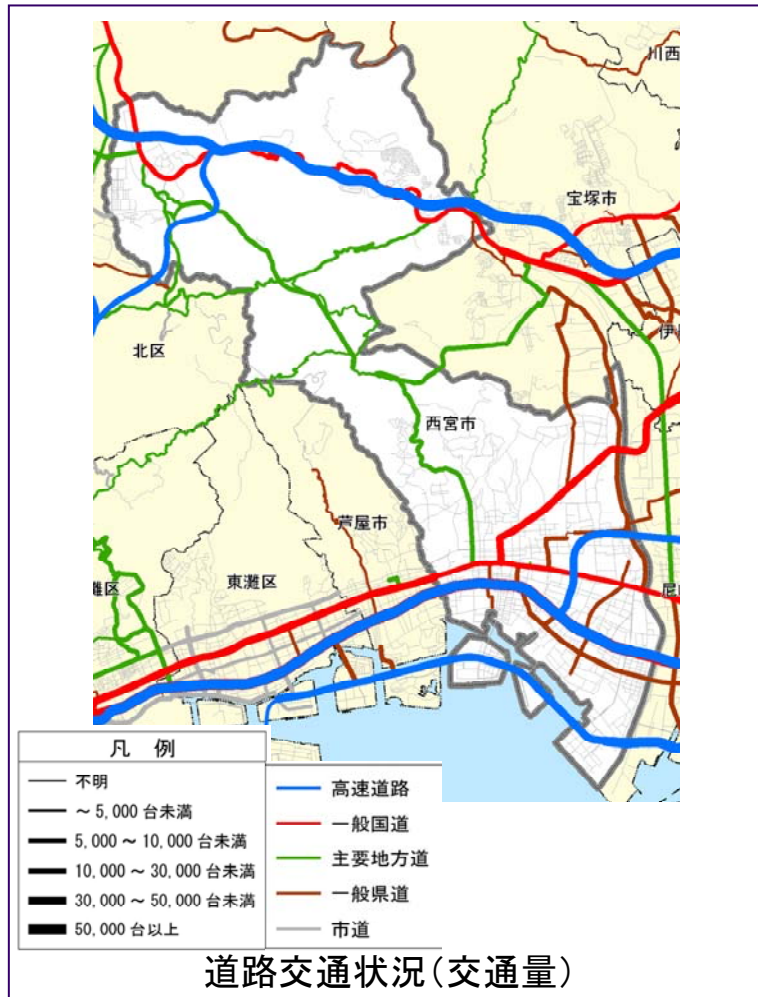 川西
宝塚市
伊
北区
西宮市
芦屋市
東灘区
灘区
尼
凡 例
不明
～ 5,000 台未満
5,000 ～ 10,000 台未満
10,000 ～ 30,000 台未満
30,000 ～ 50,000 台未満
50,000 台以上
高速道路
一般国道
主要地方道
一般県道
市道
道路交通状況（交通量）